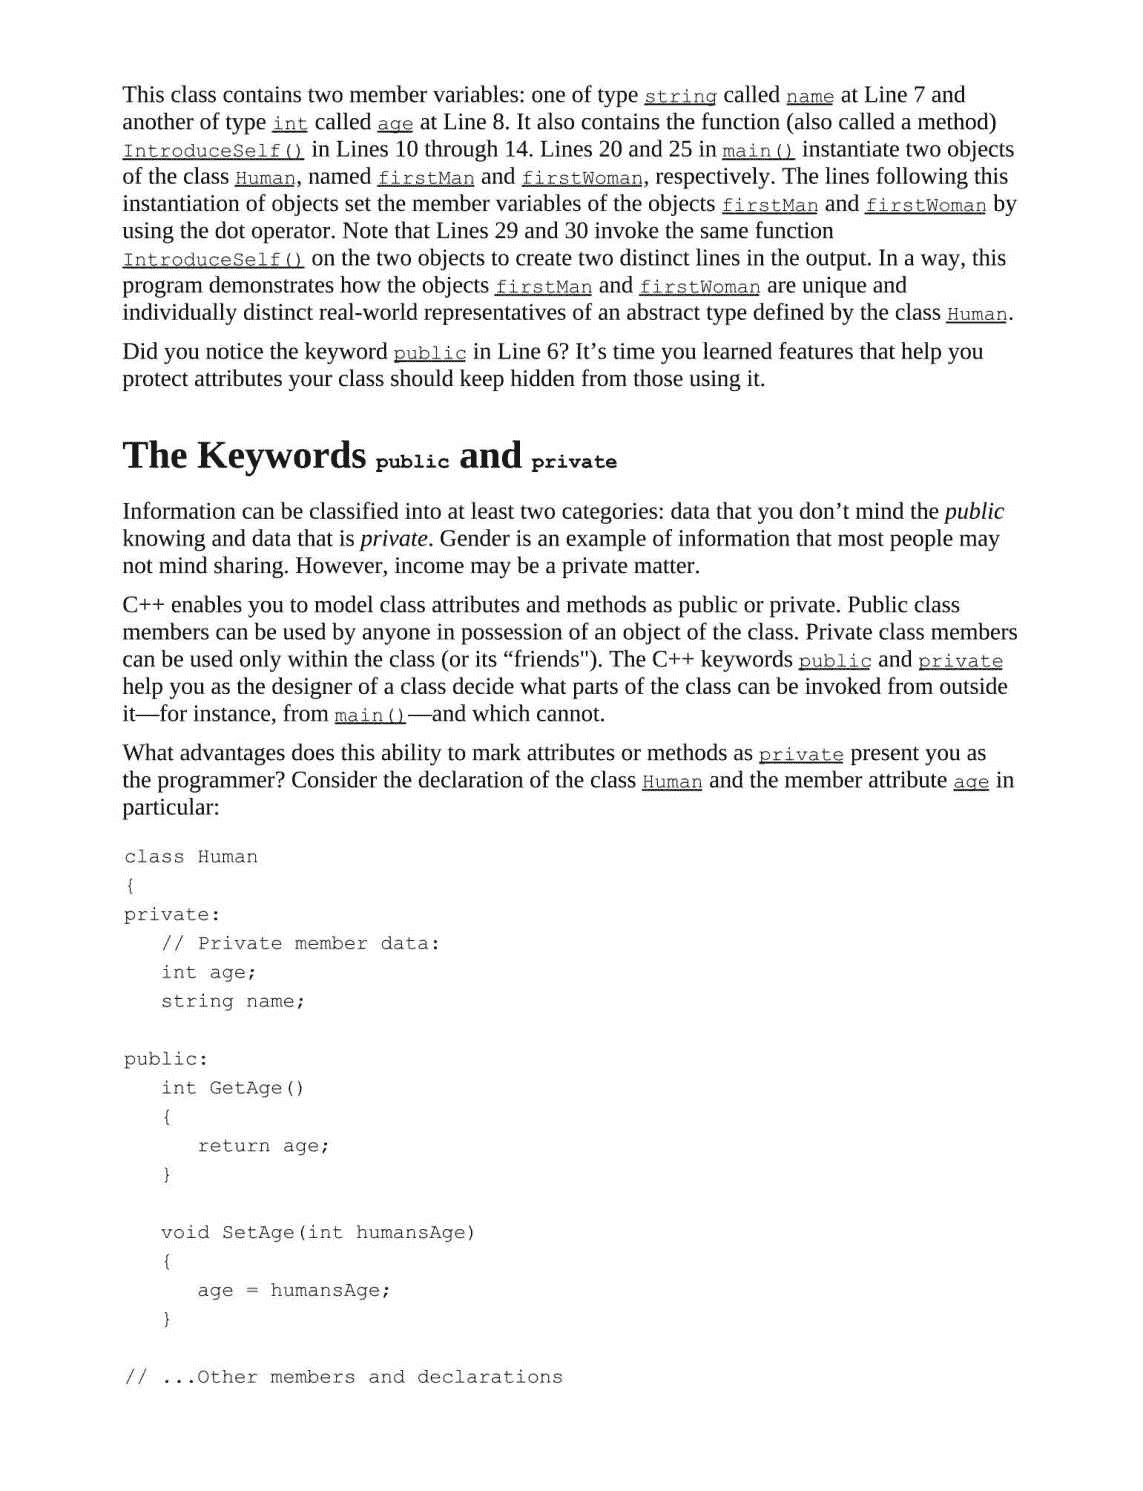 This class contains two member variables: one of type string called name at Line 7 and
another of type int called age at Line 8. It also contains the function (also called a method)
IntroduceSelf() in Lines 10 through 14. Lines 20 and 25 in main() instantiate two objects
of the class Human, named firstMan and firstWoman, respectively. The lines following this
instantiation of objects set the member variables of the objects firstMan and firstWoman by
using the dot operator. Note that Lines 29 and 30 invoke the same function
IntroduceSelf() on the two objects to create two distinct lines in the output. In a way, this
program demonstrates how the objects firstMan and firstWoman are unique and
individually distinct real-world representatives of an abstract type defined by the class Human.
Did you notice the keyword public in Line 6? It’s time you learned features that help you
protect attributes your class should keep hidden from those using it.
The Keywords public and private
Information can be classified into at least two categories: data that you don’t mind the public
knowing and data that is private. Gender is an example of information that most people may
not mind sharing. However, income may be a private matter.
C++ enables you to model class attributes and methods as public or private. Public class
members can be used by anyone in possession of an object of the class. Private class members
can be used only within the class (or its “friends"). The C++ keywords public and private
help you as the designer of a class decide what parts of the class can be invoked from outside
it—for instance, from main()—and which cannot.
What advantages does this ability to mark attributes or methods as private present you as
the programmer? Consider the declaration of the class Human and the member attribute age in
particular:
class Human
{
private:
   // Private member data:
   int age;
   string name;

public:
   int GetAge()
   {
      return age;
   }

   void SetAge(int humansAge)
   {
      age = humansAge;
   }

// ...Other members and declarations